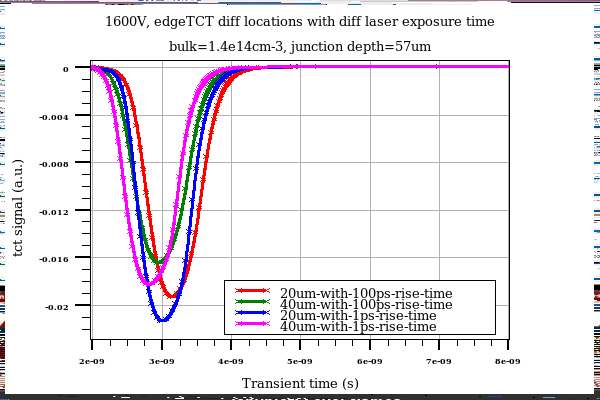 1600V, edgeTCT diff locations with diff laser exposure time
bulk=1.4e14cm-3, junction depth=57um
tct signal (a.u.)
0
-0.004
-0.008
-0.012
-0.016
-0.02
20um-with-100ps-rise-time
40um-with-100ps-rise-time
20um-with-1ps-rise-time
40um-with-1ps-rise-time
2e-09 3e-09 4e-09 5e-09 6e-09 7e-09 8e-09
Transient time (s)